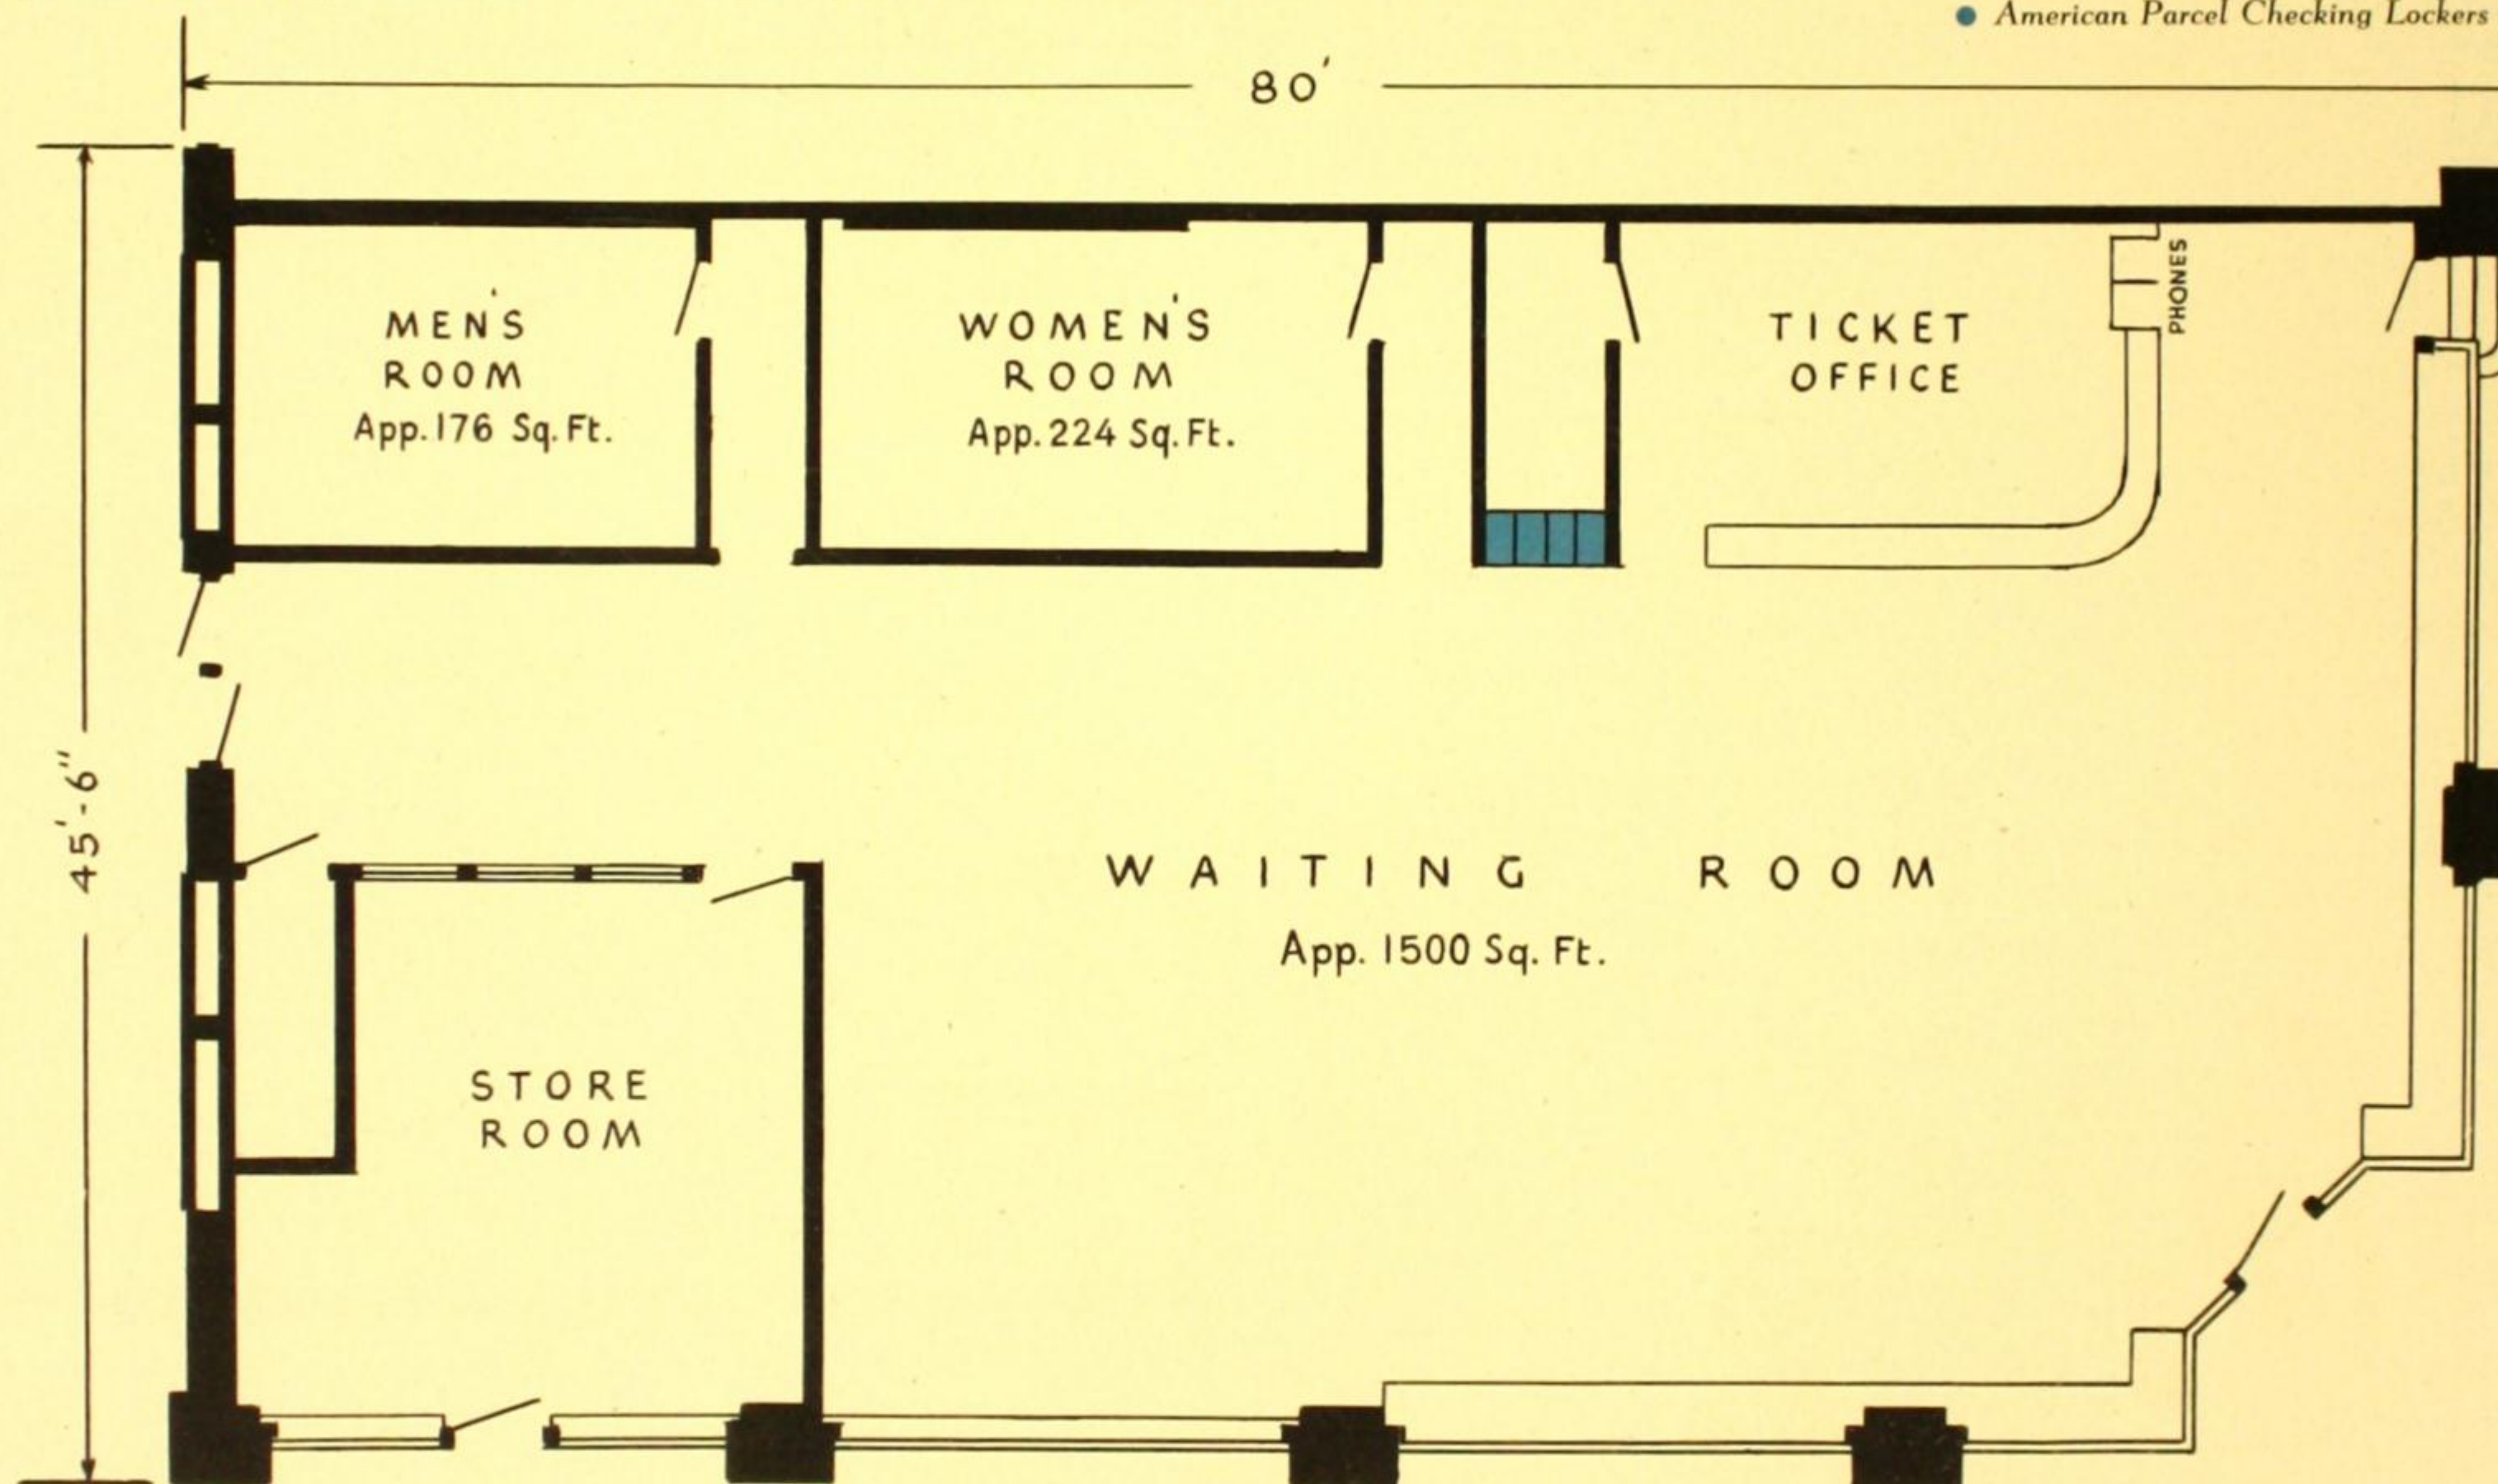 American Parcel Checking Lockers
80'
MEN'S
ROOM
App. 176 Sq. Ft.
WOMEN'S
ROOM
App. 224 Sq. Ft.
TICKET
OFFICE
PHONES
45'-6"
WAITING ROOM
App. 1500 Sq. Ft.
STORE
ROOM